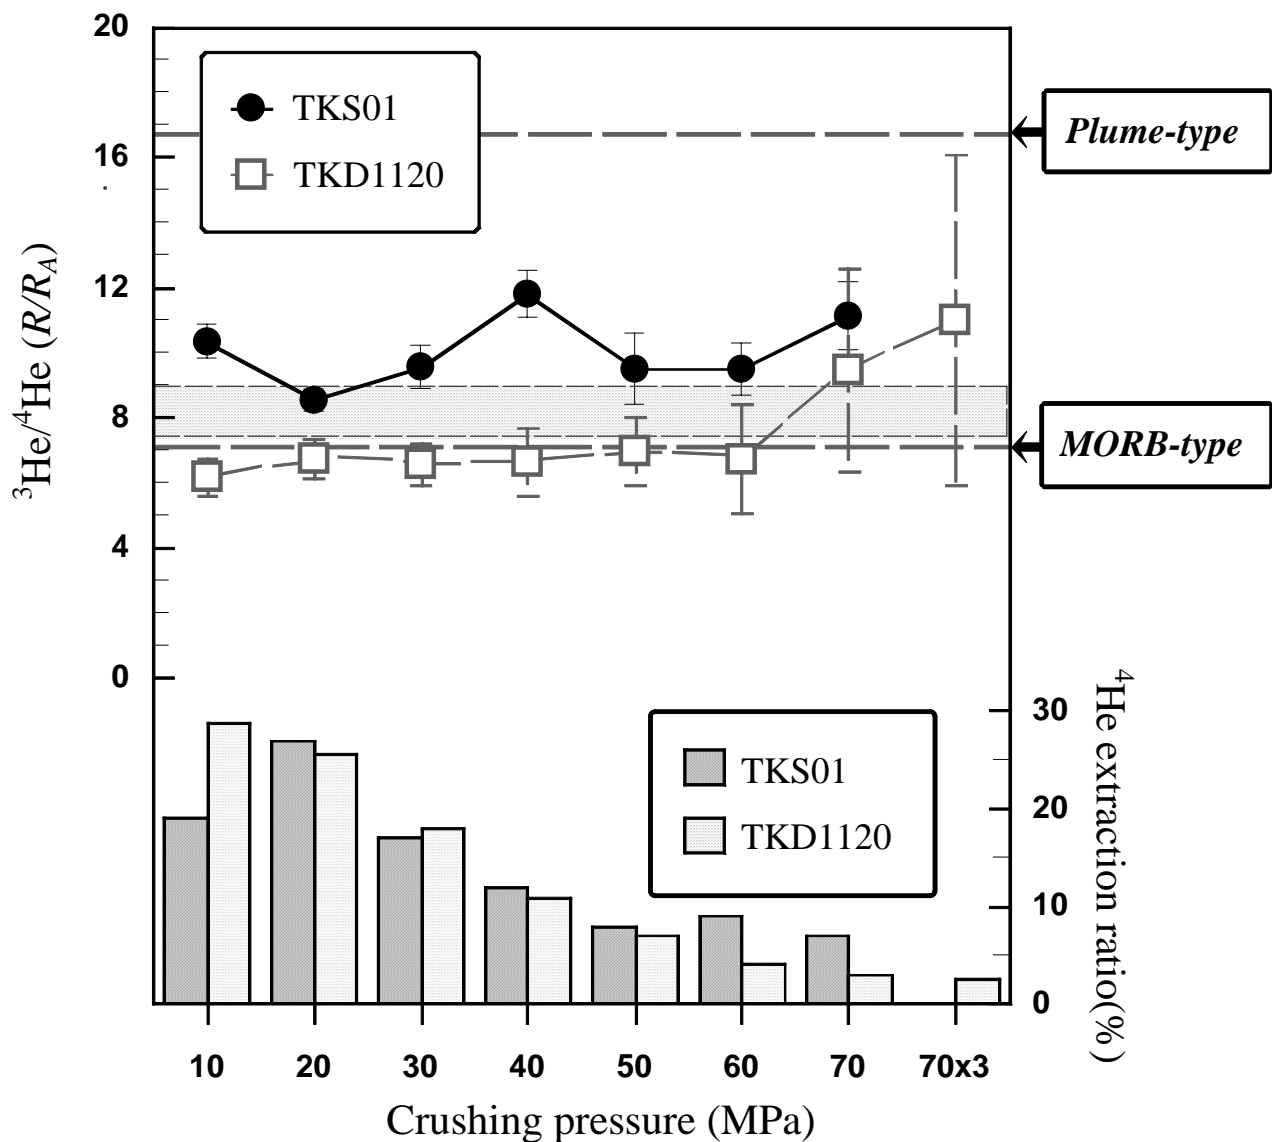 20
16
12
8
4
0
³He/⁴He (R/R_A)
TKS01
TKD1120
Plume-type
MORB-type
TKS01
TKD1120
30
20
10
0
⁴He extraction ratio(%)
10 20 30 40 50 60 70 70x3
Crushing pressure (MPa)